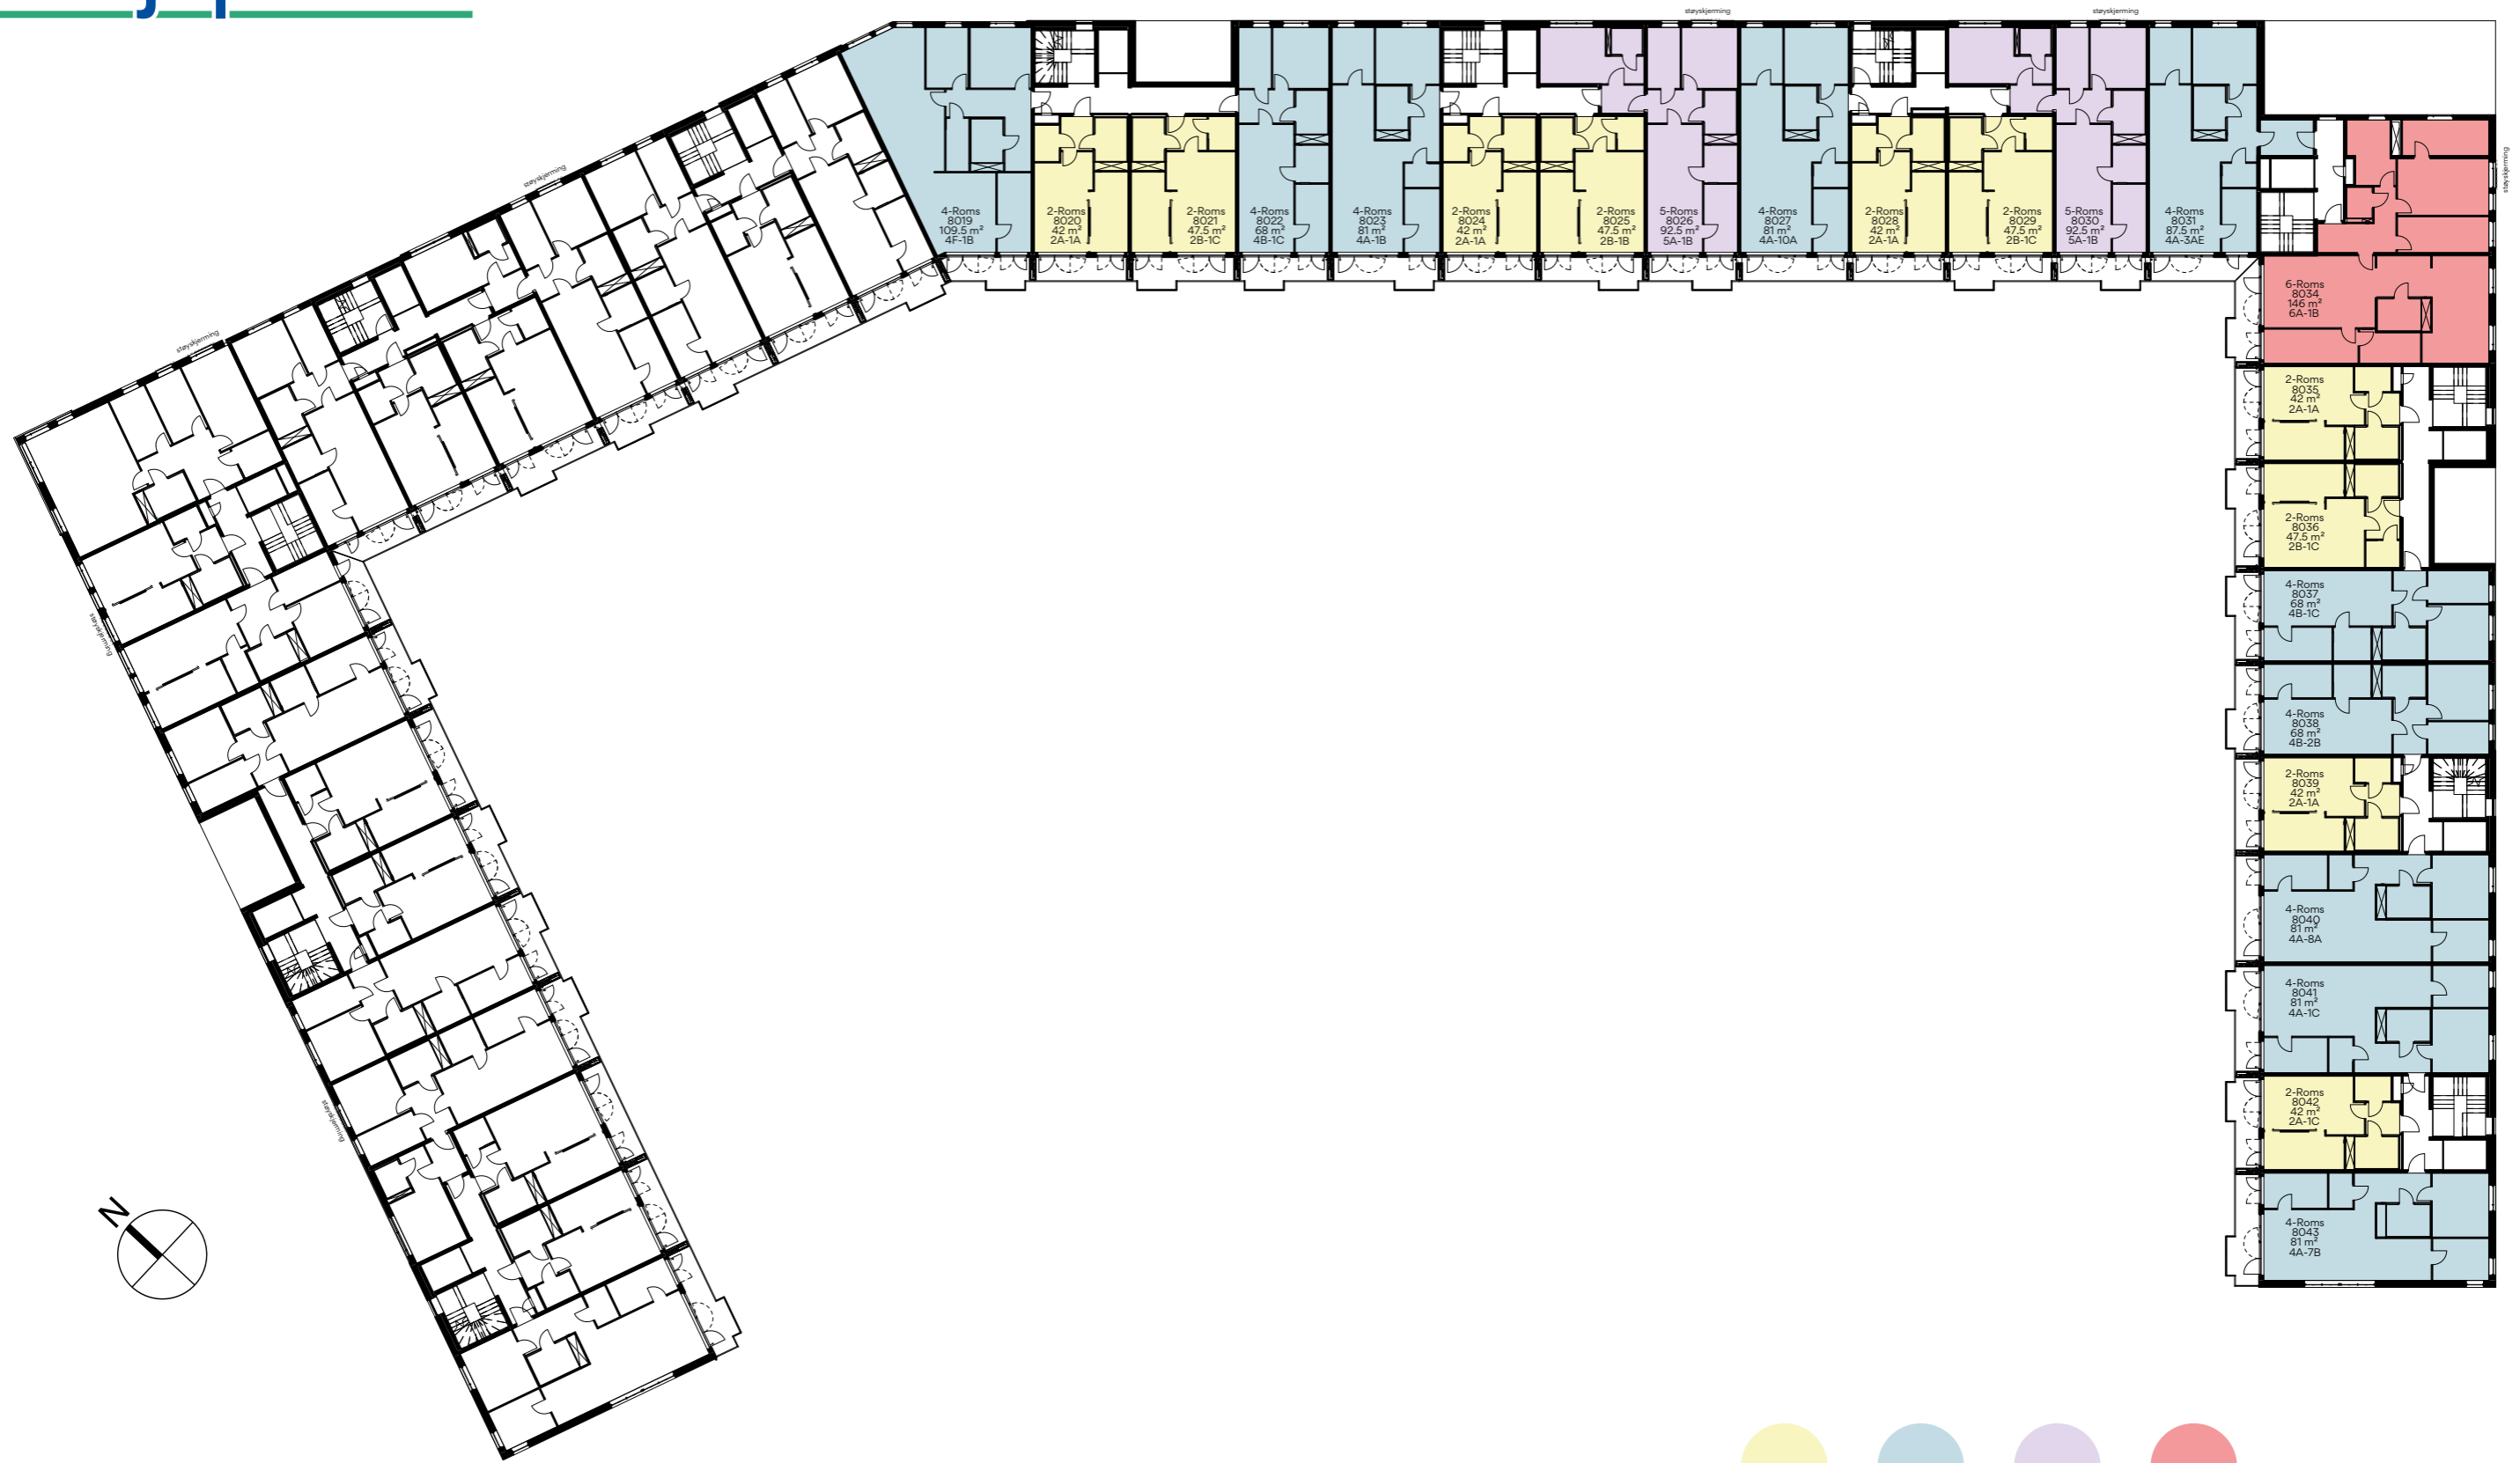 støyskjerming
støyskjerming
støyskjerming
støyskjerming
støyskjerming
støyskjerming
støyskjerming
4-Roms
8019
109.5 m²
4F-1B
2-Roms
8020
42 m²
2A-1A
2-Roms
8021
47.5 m²
2B-1C
4-Roms
8022
68 m²
4B-1C
4-Roms
8023
81 m²
4A-1B
2-Roms
8024
42 m²
2A-1A
2-Roms
8025
47.5 m²
2B-1B
5-Roms
8026
92.5 m²
5A-1B
4-Roms
8027
81 m²
4A-10A
2-Roms
8028
42 m²
2A-1A
2-Roms
8029
47.5 m²
2B-1C
5-Roms
8030
92.5 m²
5A-1B
4-Roms
8031
87.5 m²
4A-3AE
6-Roms
8034
146 m²
6A-1B
2-Roms
8035
42 m²
2A-1A
2-Roms
8036
47.5 m²
2B-1C
4-Roms
8037
68 m²
4B-1C
4-Roms
8038
68 m²
4B-2B
2-Roms
8039
42 m²
2A-1A
4-Roms
8040
81 m²
4A-8A
4-Roms
8041
81 m²
4A-1C
2-Roms
8042
42 m²
2A-1C
4-Roms
8043
81 m²
4A-7B
N